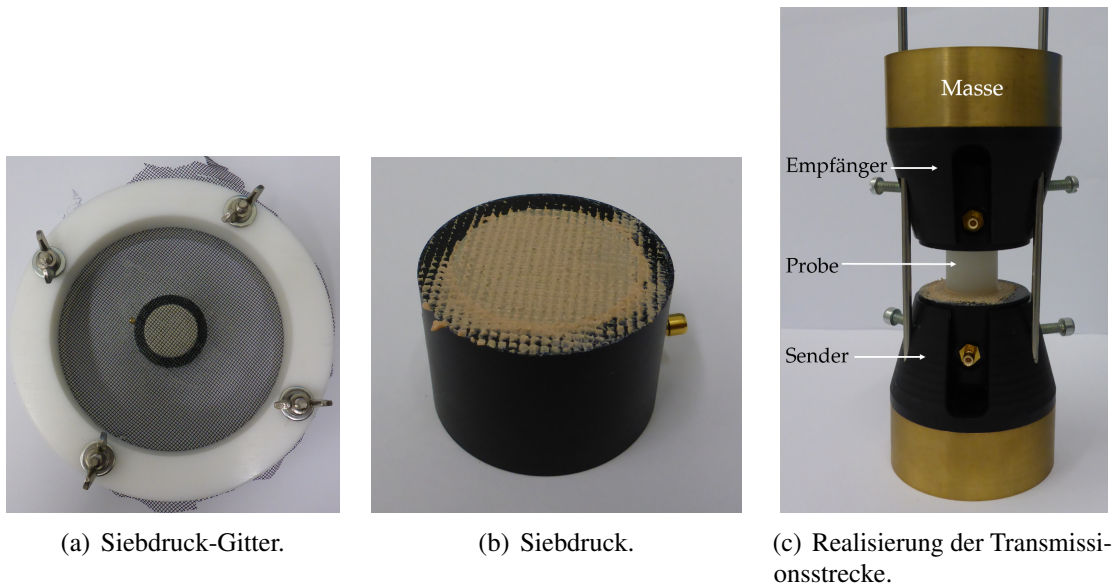 Masse
Empfänger
Probe
Sender
(a) Siebdruck-Gitter.
(b) Siebdruck.
(c) Realisierung der Transmissi-
onsstrecke.